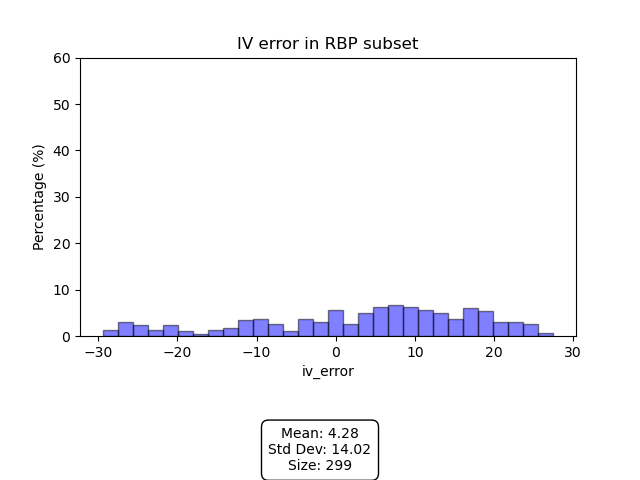 IV error in RBP subset
60
50
40
30
20
10
0
Percentage (%)
−30 −20 −10 0 10 20 30
iv_error
Mean: 4.28
Std Dev: 14.02
Size: 299